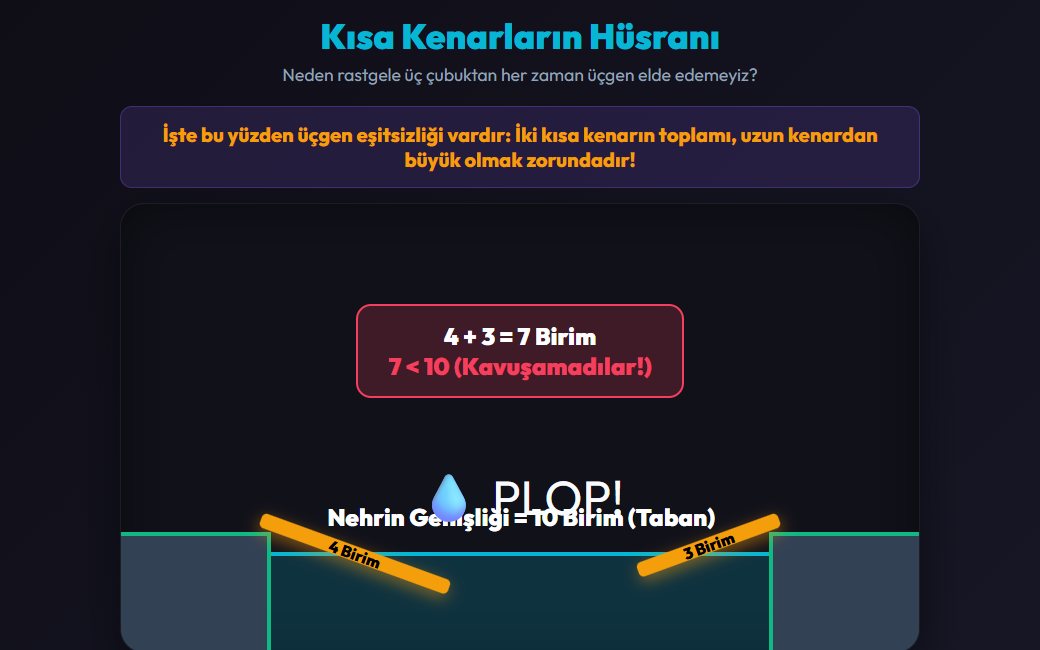 Kısa Kenarların Hüsranı
Neden rastgele üç çubuktan her zaman üçgen elde edemeyiz?
İşte bu yüzden üçgen eşitsizliği vardır: İki kısa kenarın toplamı, uzun kenardan
büyük olmak zorundadır!
4 + 3 = 7 Birim
7 < 10 (Kavuşamadılar!)
PLOP!
Nehrin Genişliği = 10 Birim (Taban)
4 Birim
3 Birim